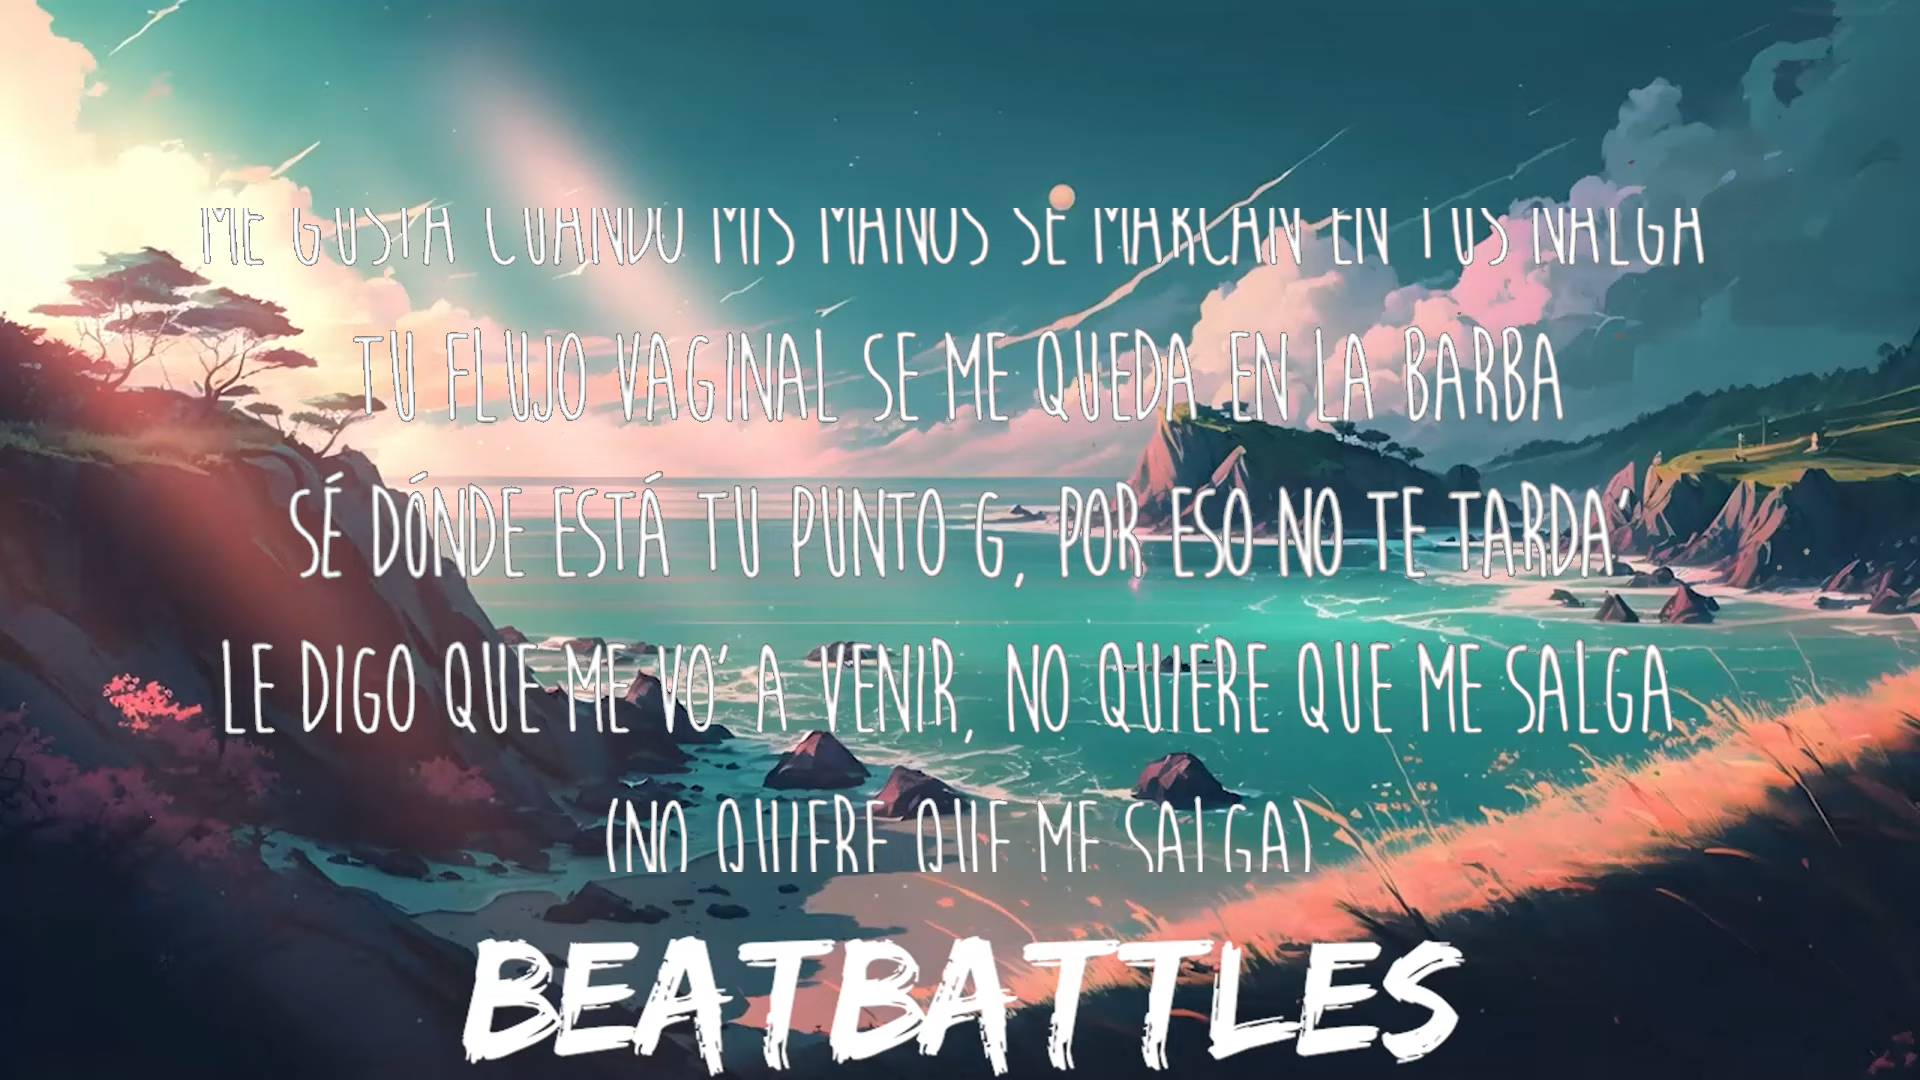 ME GUSTA CUANDO MIS MANOS SE MARCAN EN TUS NALGA
TU FLUJO VAGINAL SE ME QUEDA EN LA BARBA
SÉ DÓNDE ESTÁ TU PUNTO G, POR ESO NO TE TARDA'
LE DIGO QUE ME VO' A VENIR, NO QUIERE QUE ME SALGA
(NO QUIERE QUE ME SALGA)
BEATBATTLES